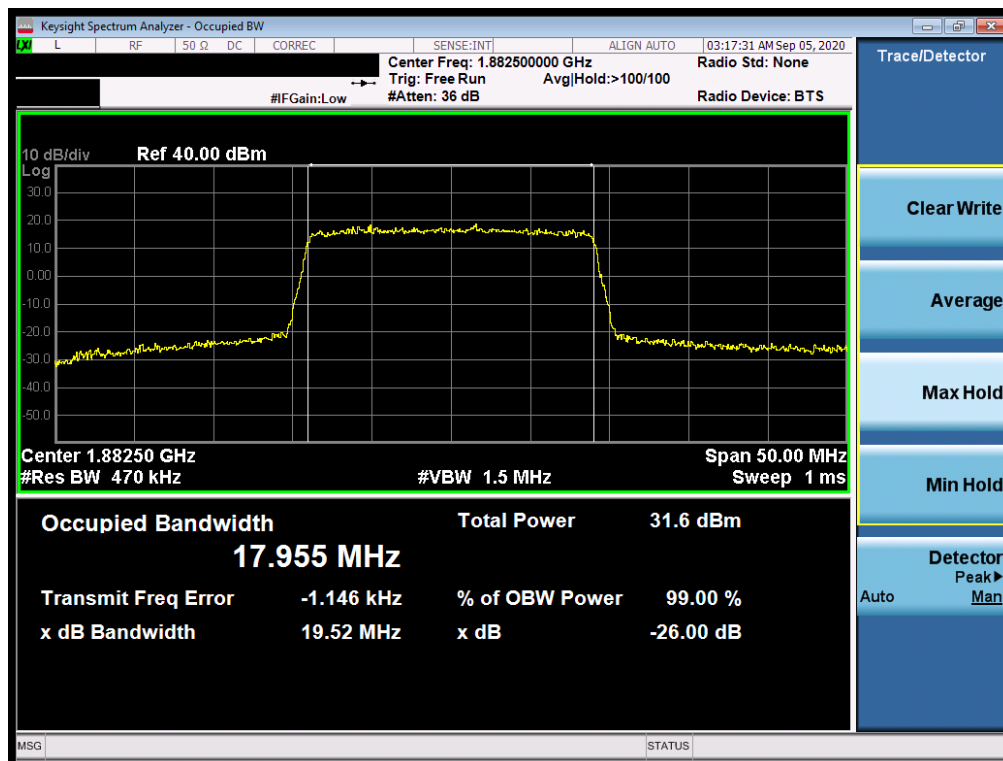 Keysight Spectrum Analyzer - Occupied BW
LXI L RF 50 Ω DC CORREC SENSE:INT ALIGN AUTO 03:17:31 AM Sep 05, 2020
Center Freq: 1.882500000 GHz Radio Std: None
Trig: Free Run Avg|Hold:>100/100
#IFGain:Low #Atten: 36 dB Radio Device: BTS
Trace/Detector
10 dB/div Ref 40.00 dBm
Log
30.0
20.0
10.0
0.00
-10.0
-20.0
-30.0
-40.0
-50.0
Center 1.88250 GHz Span 50.00 MHz
#Res BW 470 kHz #VBW 1.5 MHz Sweep 1 ms
Occupied Bandwidth Total Power 31.6 dBm
17.955 MHz
Transmit Freq Error -1.146 kHz % of OBW Power 99.00 %
x dB Bandwidth 19.52 MHz x dB -26.00 dB
Clear Write
Average
Max Hold
Min Hold
Detector
Peak▶
Auto Man
MSG STATUS